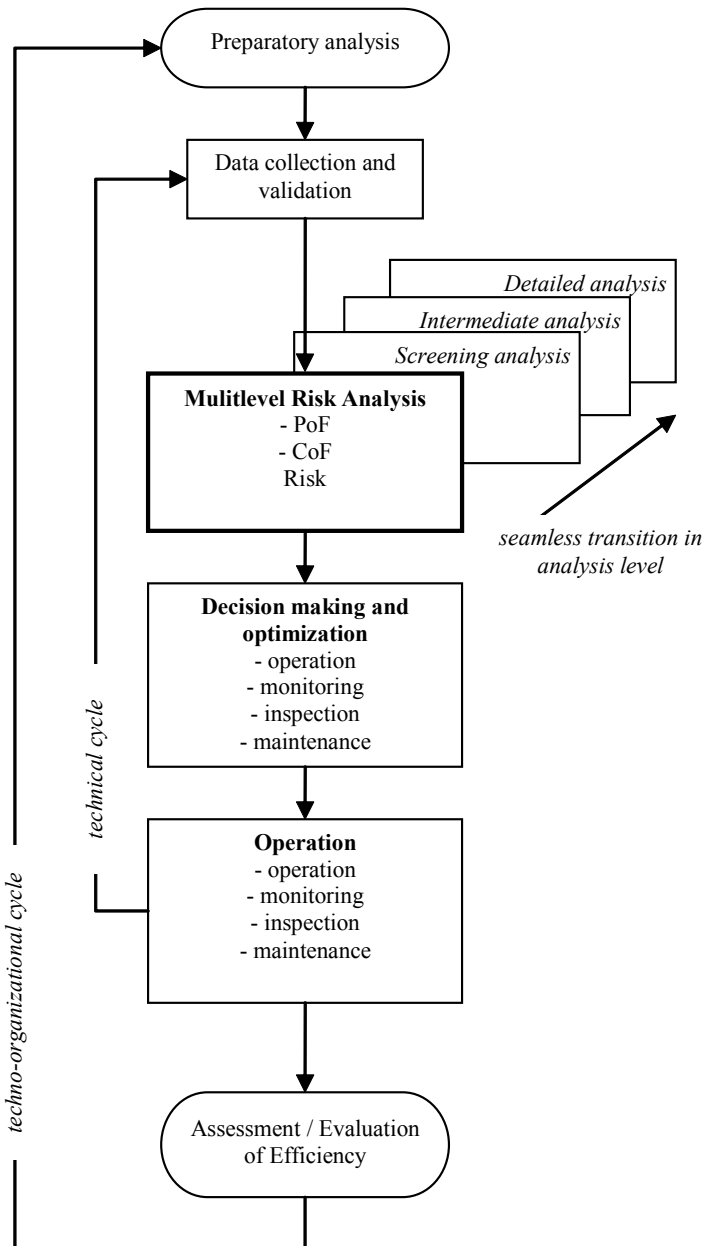 Preparatory analysis
Data collection and
validation
Detailed analysis
Intermediate analysis
Screening analysis
Mulitlevel Risk Analysis
- PoF
- CoF
Risk
seamless transition in
analysis level
Decision making and
optimization
- operation
- monitoring
- inspection
- maintenance
technical cycle
Operation
- operation
- monitoring
- inspection
- maintenance
techno-organizational cycle
Assessment / Evaluation
of Efficiency